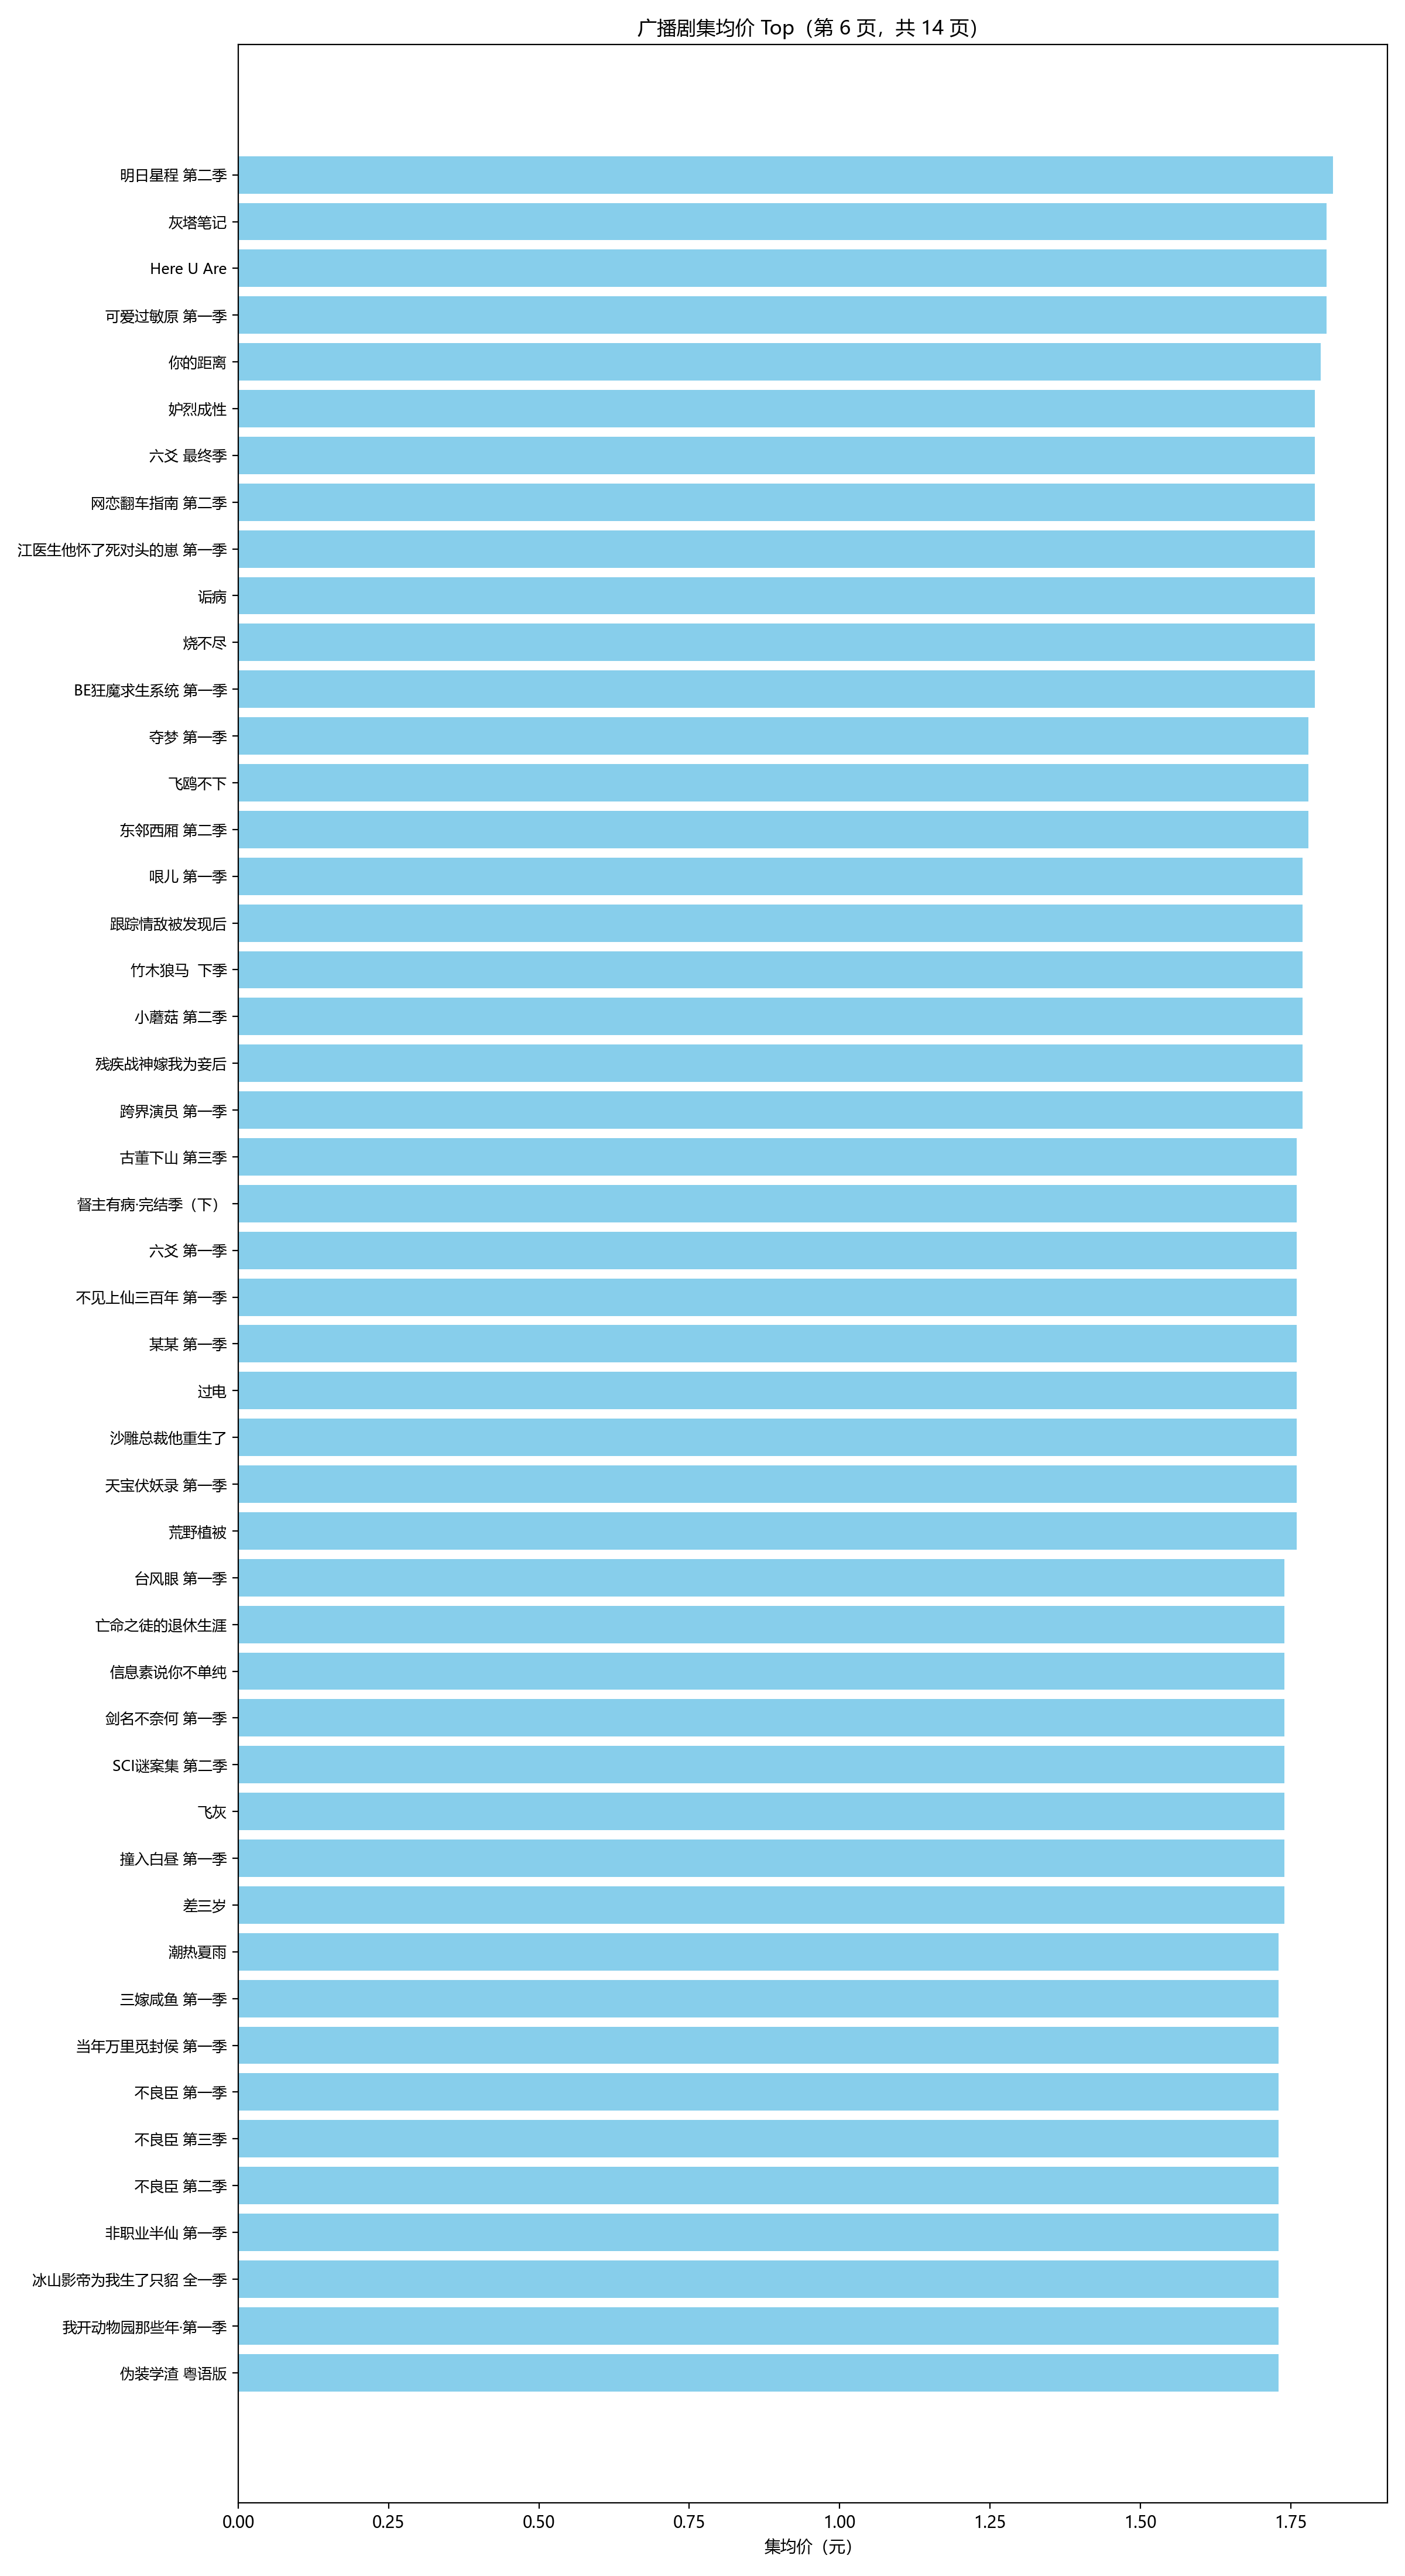 广播剧集均价 Top（第 6 页，共 14 页）
明日星程 第二季
灰塔笔记
Here U Are
可爱过敏原 第一季
你的距离
妒烈成性
六爻 最终季
网恋翻车指南 第二季
江医生他怀了死对头的崽 第一季
诟病
烧不尽
BE狂魔求生系统 第一季
夺梦 第一季
飞鸥不下
东邻西厢 第二季
哏儿 第一季
跟踪情敌被发现后
竹木狼马  下季
小蘑菇 第二季
残疾战神嫁我为妾后
跨界演员 第一季
古董下山 第三季
督主有病·完结季（下）
六爻 第一季
不见上仙三百年 第一季
某某 第一季
过电
沙雕总裁他重生了
天宝伏妖录 第一季
荒野植被
台风眼 第一季
亡命之徒的退休生涯
信息素说你不单纯
剑名不奈何 第一季
SCI谜案集 第二季
飞灰
撞入白昼 第一季
差三岁
潮热夏雨
三嫁咸鱼 第一季
当年万里觅封侯 第一季
不良臣 第一季
不良臣 第三季
不良臣 第二季
非职业半仙 第一季
冰山影帝为我生了只貂 全一季
我开动物园那些年·第一季
伪装学渣 粤语版
0.00 0.25 0.50 0.75 1.00 1.25 1.50 1.75
集均价（元）